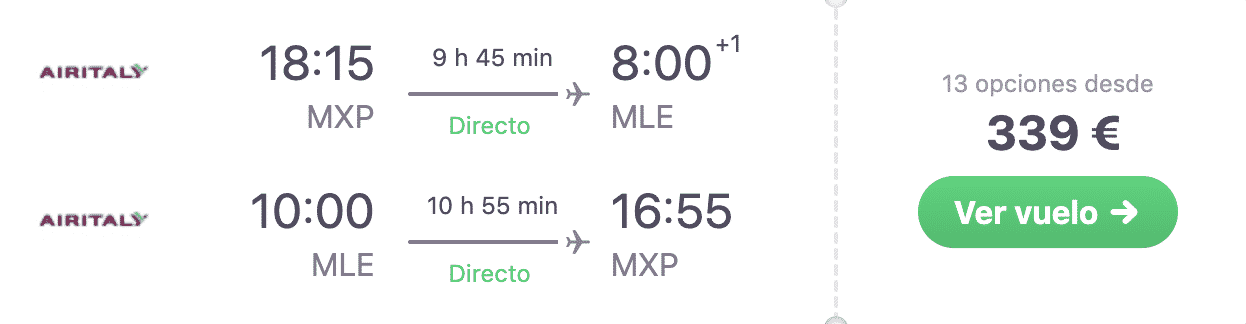 AIRITALY
18:15
MXP
9 h 45 min
Directo
8:00+1
MLE
AIRITALY
10:00
MLE
10 h 55 min
Directo
16:55
MXP
13 opciones desde
339 €
Ver vuelo